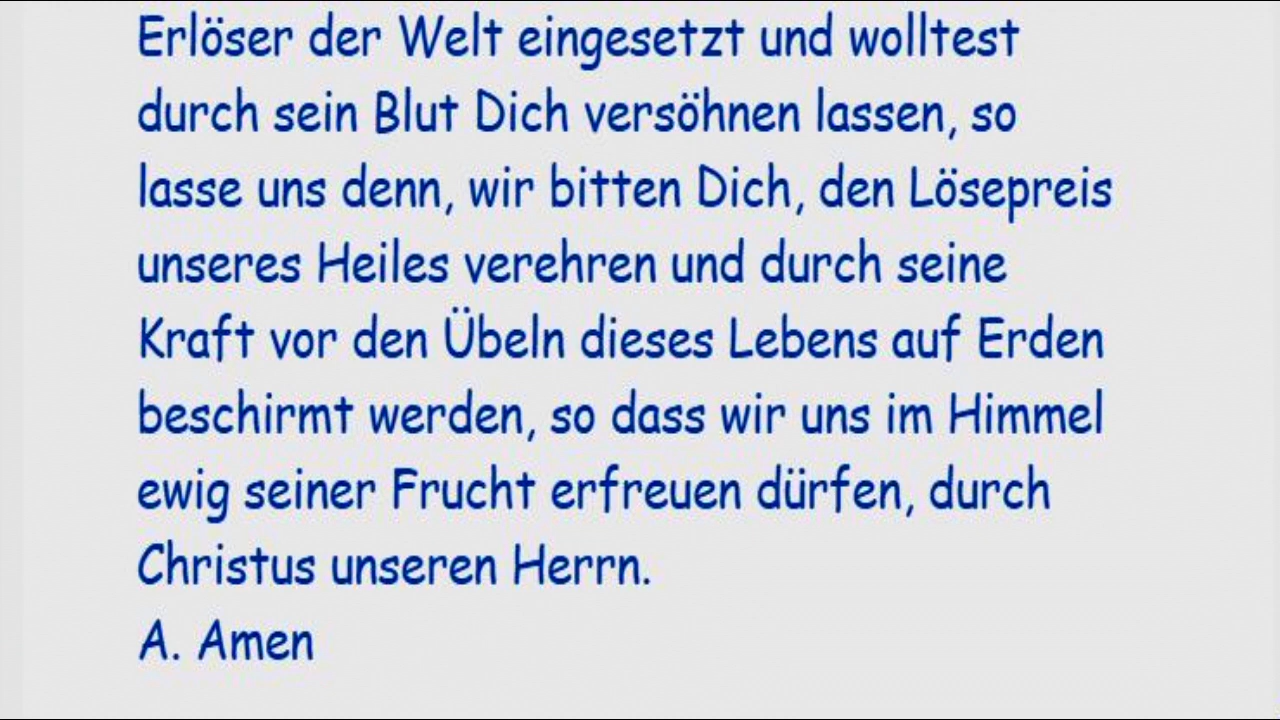 Erlöser der Welt eingesetzt und wolltest
durch sein Blut Dich versöhnen lassen, so
lasse uns denn, wir bitten Dich, den Lösepreis
unseres Heiles verehren und durch seine
Kraft vor den Übeln dieses Lebens auf Erden
beschirmt werden, so dass wir uns im Himmel
ewig seiner Frucht erfreuen dürfen, durch
Christus unseren Herrn.
A. Amen